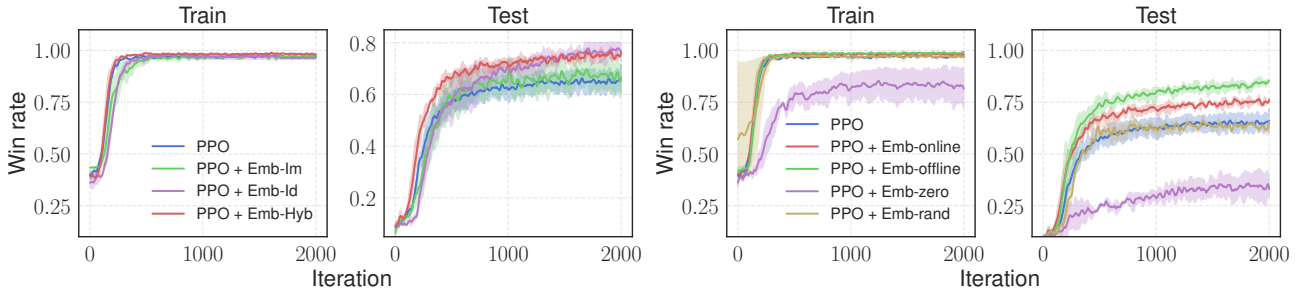 Train
Test
Train
Test
Win rate
1.00
0.75
0.50
0.25
0.8
0.6
0.4
0.2
PPO
PPO + Emb-Im
PPO + Emb-Id
PPO + Emb-Hyb
0
1000
2000
0
1000
2000
Iteration
Win rate
1.00
0.75
0.50
0.25
1.00
0.75
0.50
0.25
PPO
PPO + Emb-online
PPO + Emb-offline
PPO + Emb-zero
PPO + Emb-rand
0
1000
2000
0
1000
2000
Iteration